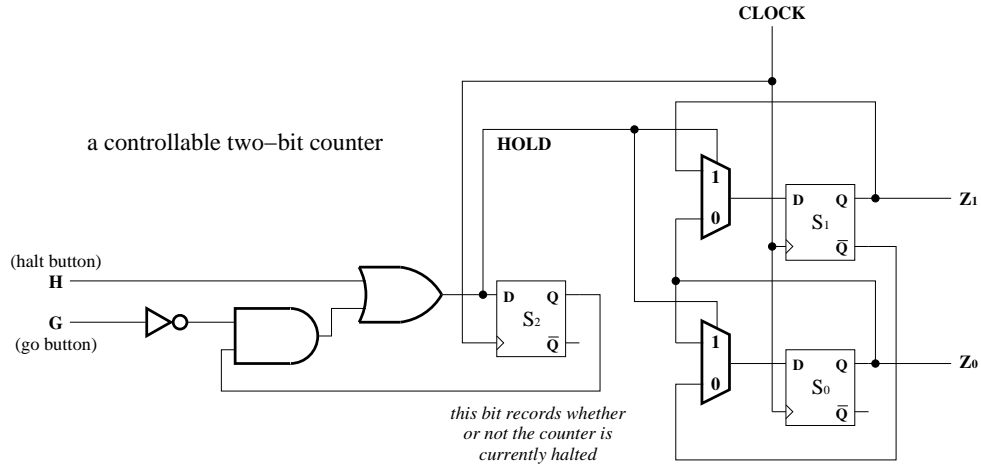 CLOCK
a controllable two−bit counter
HOLD
1
0
D Q
S1
Q
Z1
(halt button)
H
G
(go button)
D Q
S2
Q
1
0
D Q
S0
Q
Z0
this bit records whether
or not the counter is
currently halted